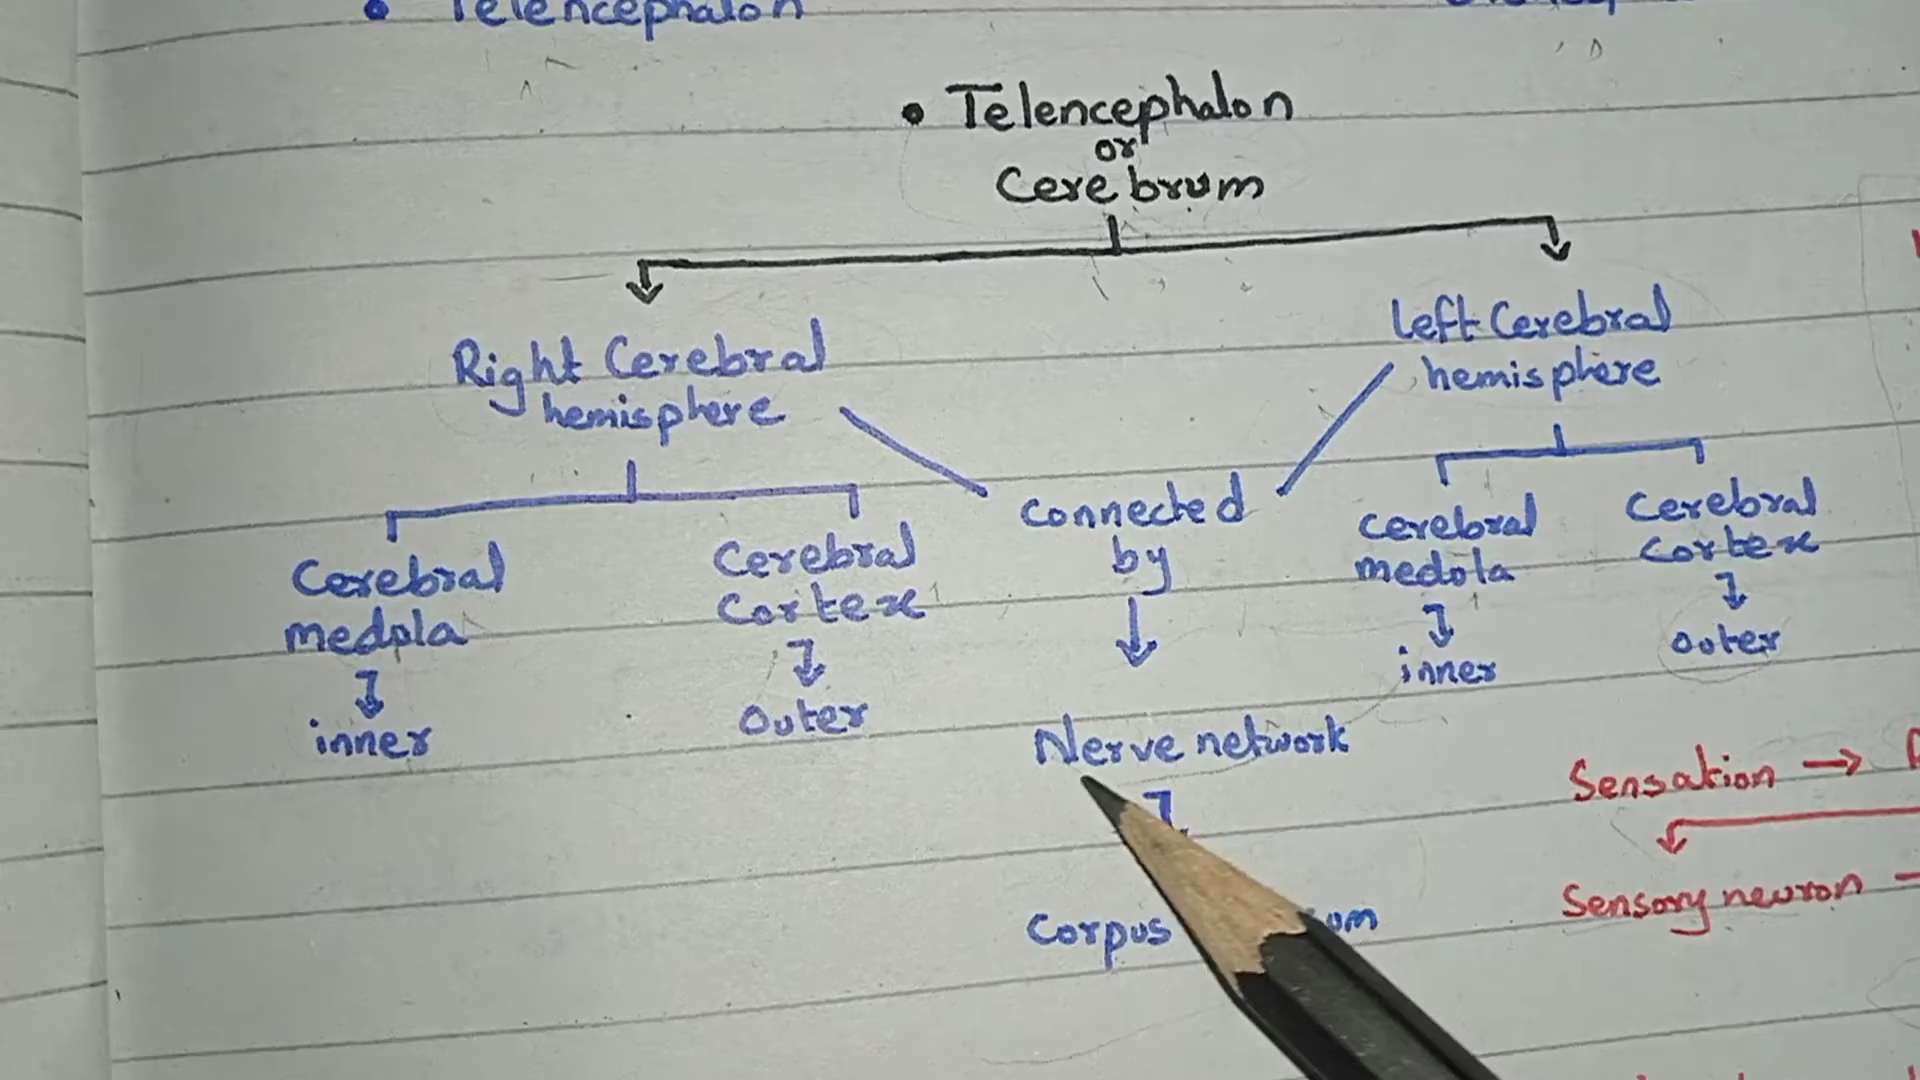 • Telencephalon
• Telencephalon
or
Cerebrum
Right Cerebral
hemisphere
left Cerebral
hemisphere
Connected
by
Cerebral
medola
inner
Cerebral
Cortex
Outer
Cerebral
medola
inner
Cerebral
Cortex
outer
Nerve network
Corpus
Sensation →
Sensory neuron